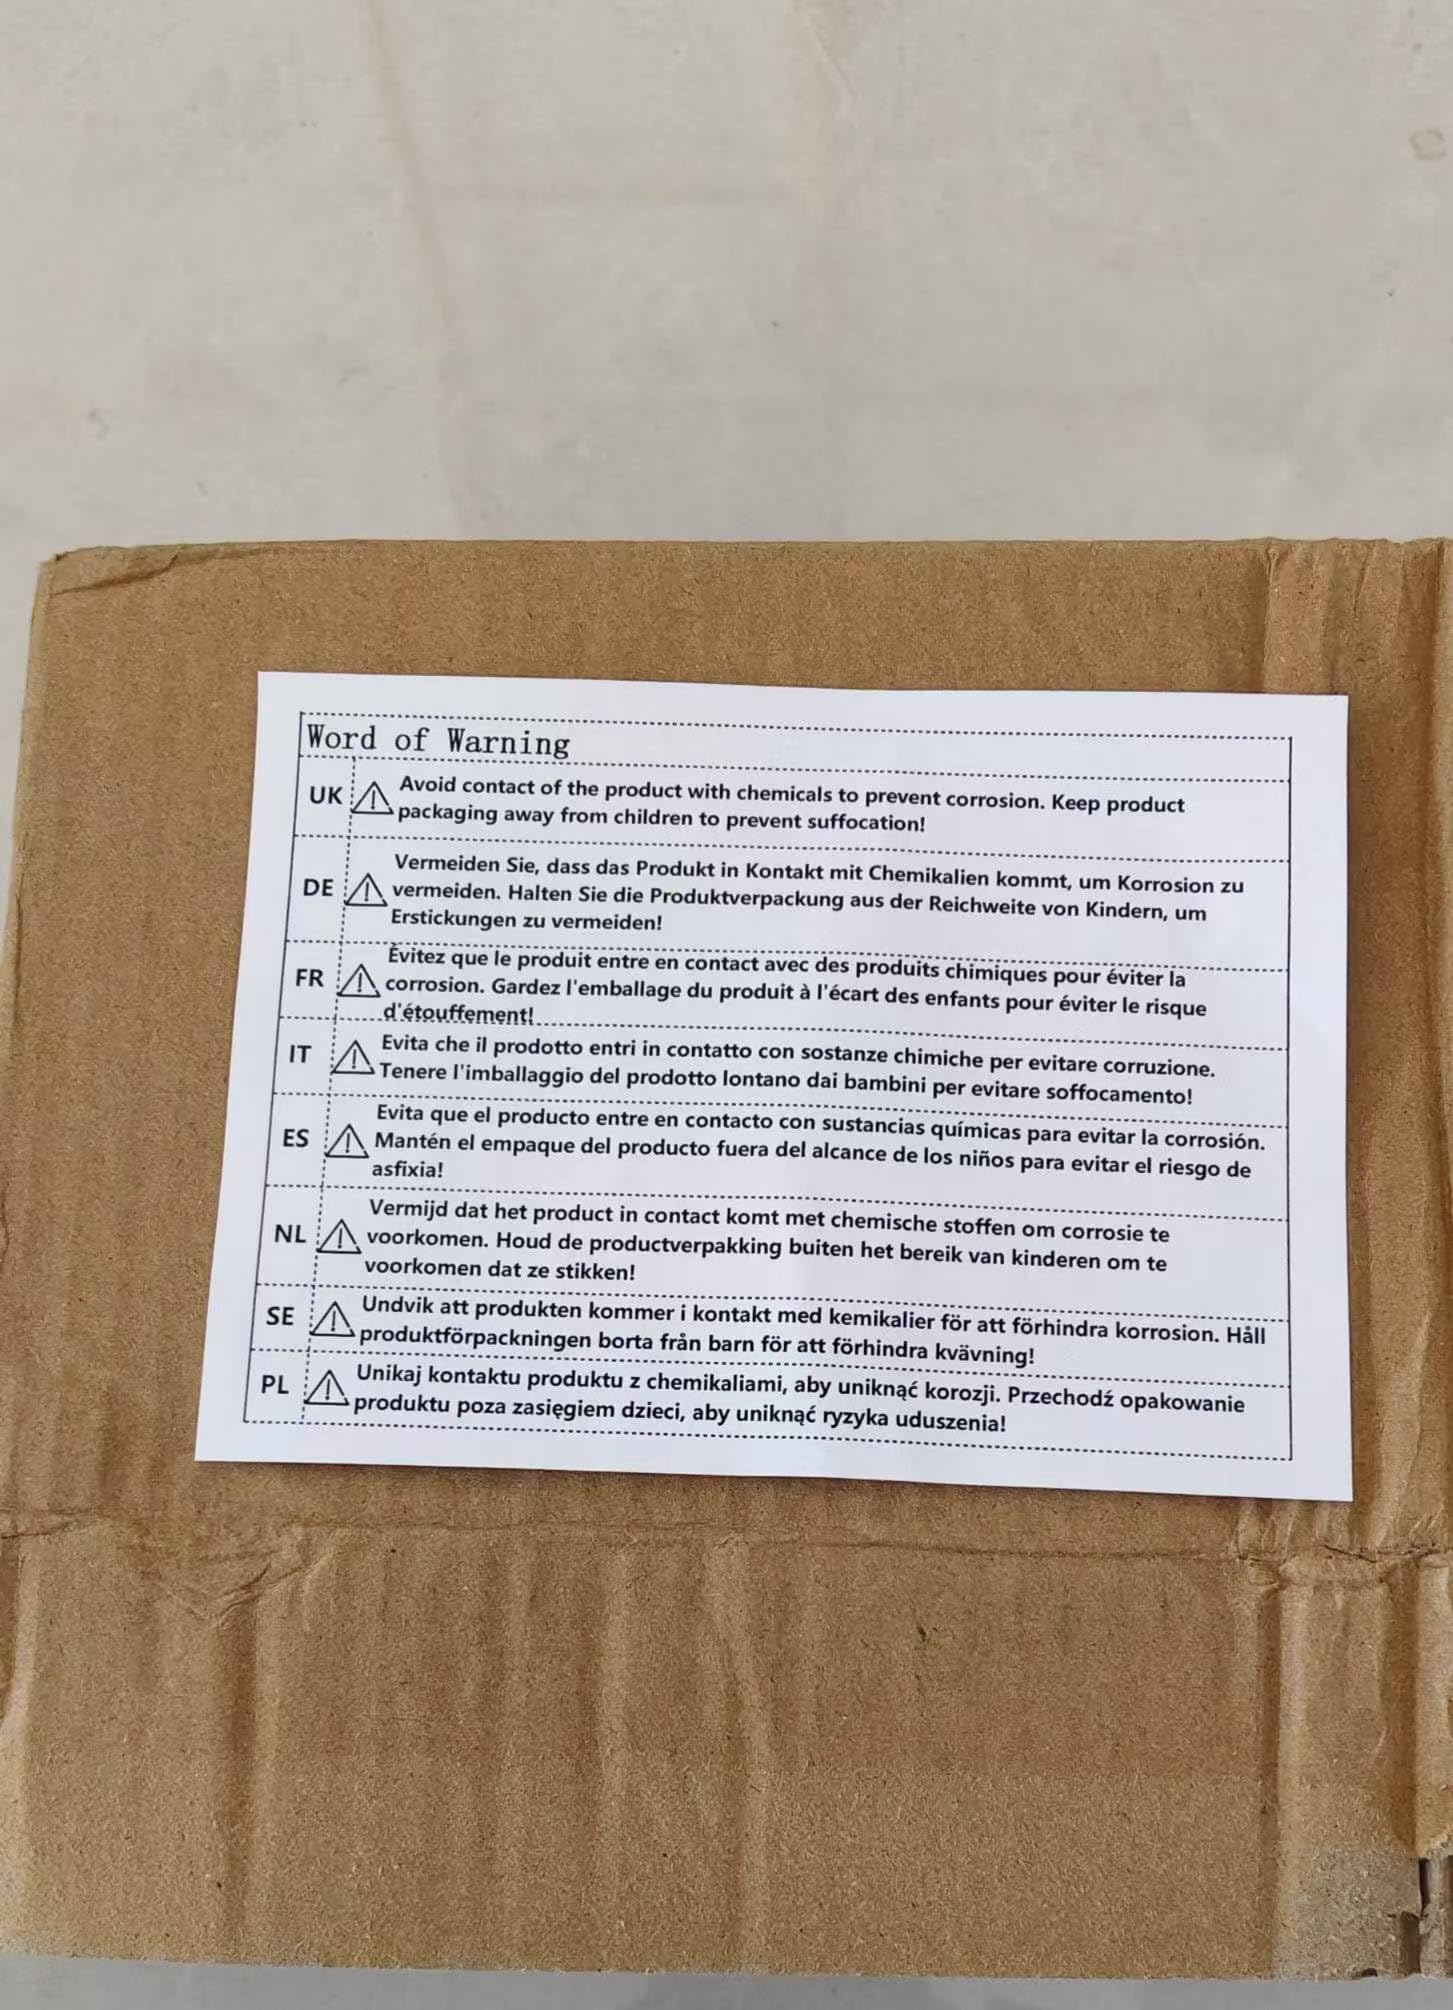 Word of Warning
UK Avoid contact of the product with chemicals to prevent corrosion. Keep product
packaging away from children to prevent suffocation!
DE Vermeiden Sie, dass das Produkt in Kontakt mit Chemikalien kommt, um Korrosion zu
vermeiden. Halten Sie die Produktverpackung aus der Reichweite von Kindern, um
Erstickungen zu vermeiden!
FR Évitez que le produit entre en contact avec des produits chimiques pour éviter la
corrosion. Gardez l'emballage du produit à l'écart des enfants pour éviter le risque
d'étouffement!
IT Evita che il prodotto entri in contatto con sostanze chimiche per evitare corruzione.
Tenere l'imballaggio del prodotto lontano dai bambini per evitare soffocamento!
ES Evita que el producto entre en contacto con sustancias químicas para evitar la corrosión.
Mantén el empaque del producto fuera del alcance de los niños para evitar el riesgo de
asfixia!
NL Vermijd dat het product in contact komt met chemische stoffen om corrosie te
voorkomen. Houd de productverpakking buiten het bereik van kinderen om te
voorkomen dat ze stikken!
SE Undvik att produkten kommer i kontakt med kemikalier för att förhindra korrosion. Håll
produktförpackningen borta från barn för att förhindra kvävning!
PL Unikaj kontaktu produktu z chemikaliami, aby uniknąć korozji. Przechodź opakowanie
produktu poza zasięgiem dzieci, aby uniknąć ryzyka uduszenia!